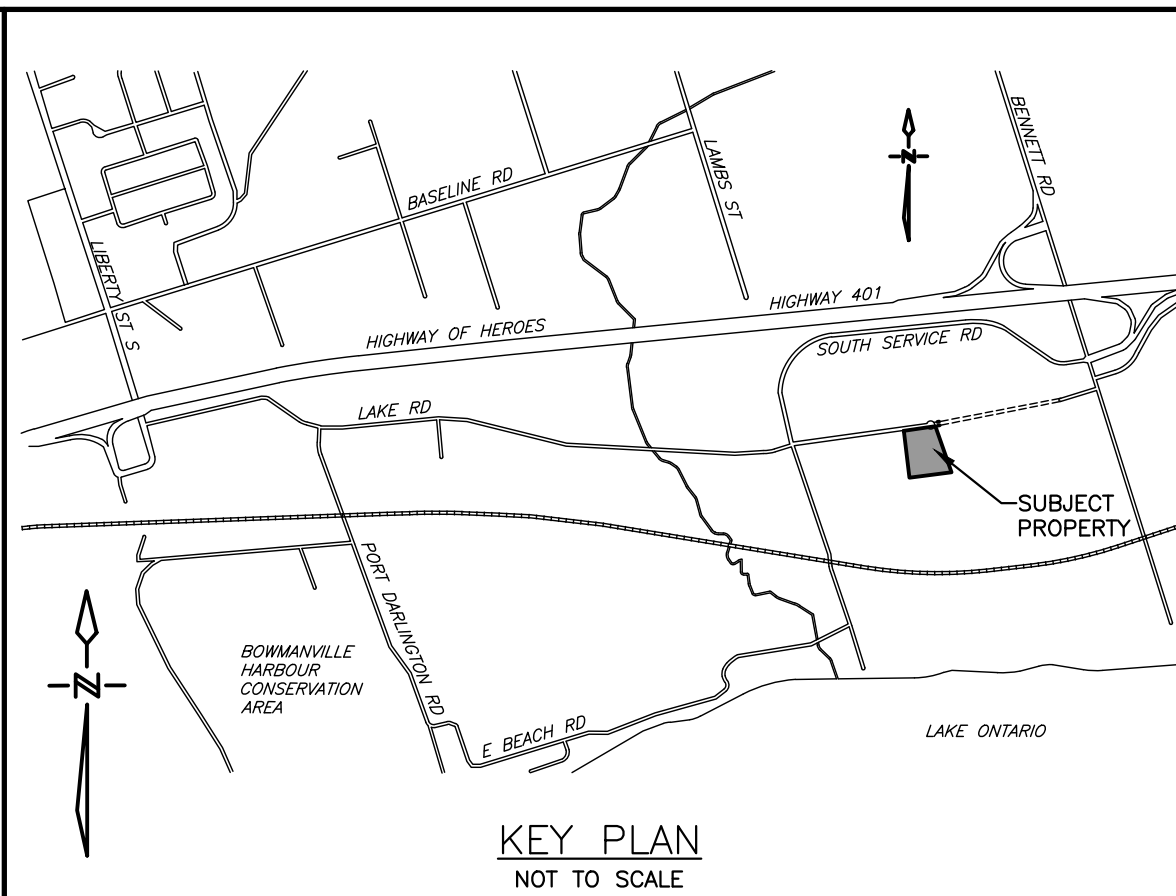 BENNETT RD
LAMBS ST
N
BASELINE RD
LIBERTY ST S
HIGHWAY 401
HIGHWAY OF HEROES
SOUTH SERVICE RD
LAKE RD
SUBJECT
PROPERTY
PORT DARLINGTON RD
BOWMANVILLE
HARBOUR
CONSERVATION
AREA
N
E BEACH RD
LAKE ONTARIO
KEY PLAN
NOT TO SCALE